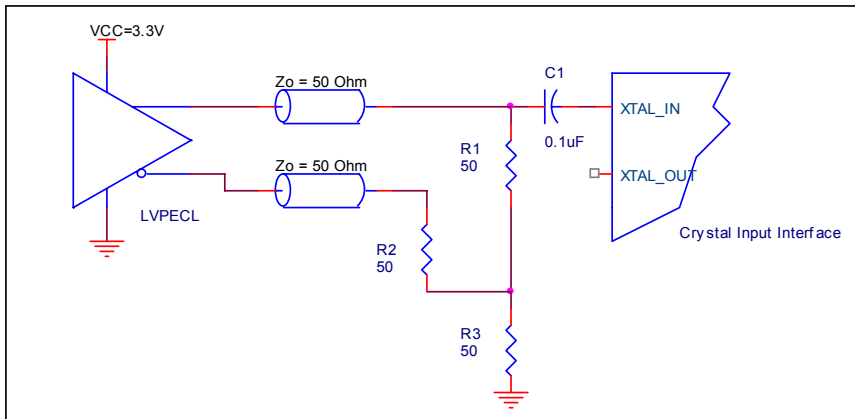 VCC=3.3V
Zo = 50 Ohm
C1
XTAL_IN
0.1uF
R1
50
Zo = 50 Ohm
XTAL_OUT
LVPECL
Crystal Input Interface
R2
50
R3
50